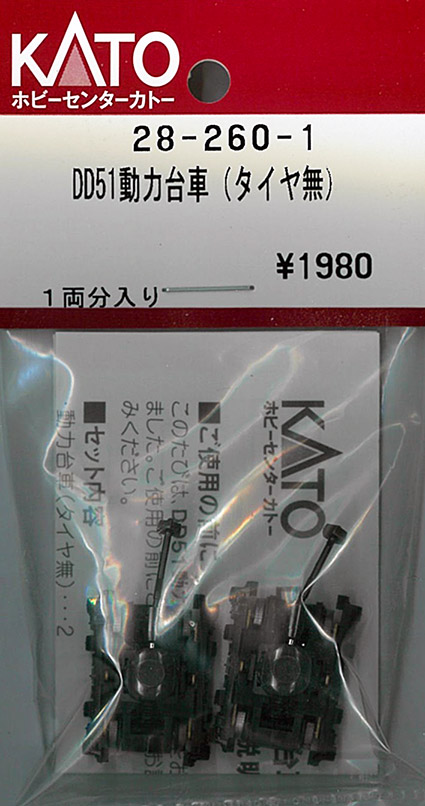 KATO
ホビーセンターカトー
28-260-1
DD51動力台車（タイヤ無）
¥1980
１両分入り
KATO
ホビーセンターカトー
■ご使用の前に
このたびは DD51
ました。ご使用の前に
みください。
■セット内容
動力台車(タイヤ無)･･･2